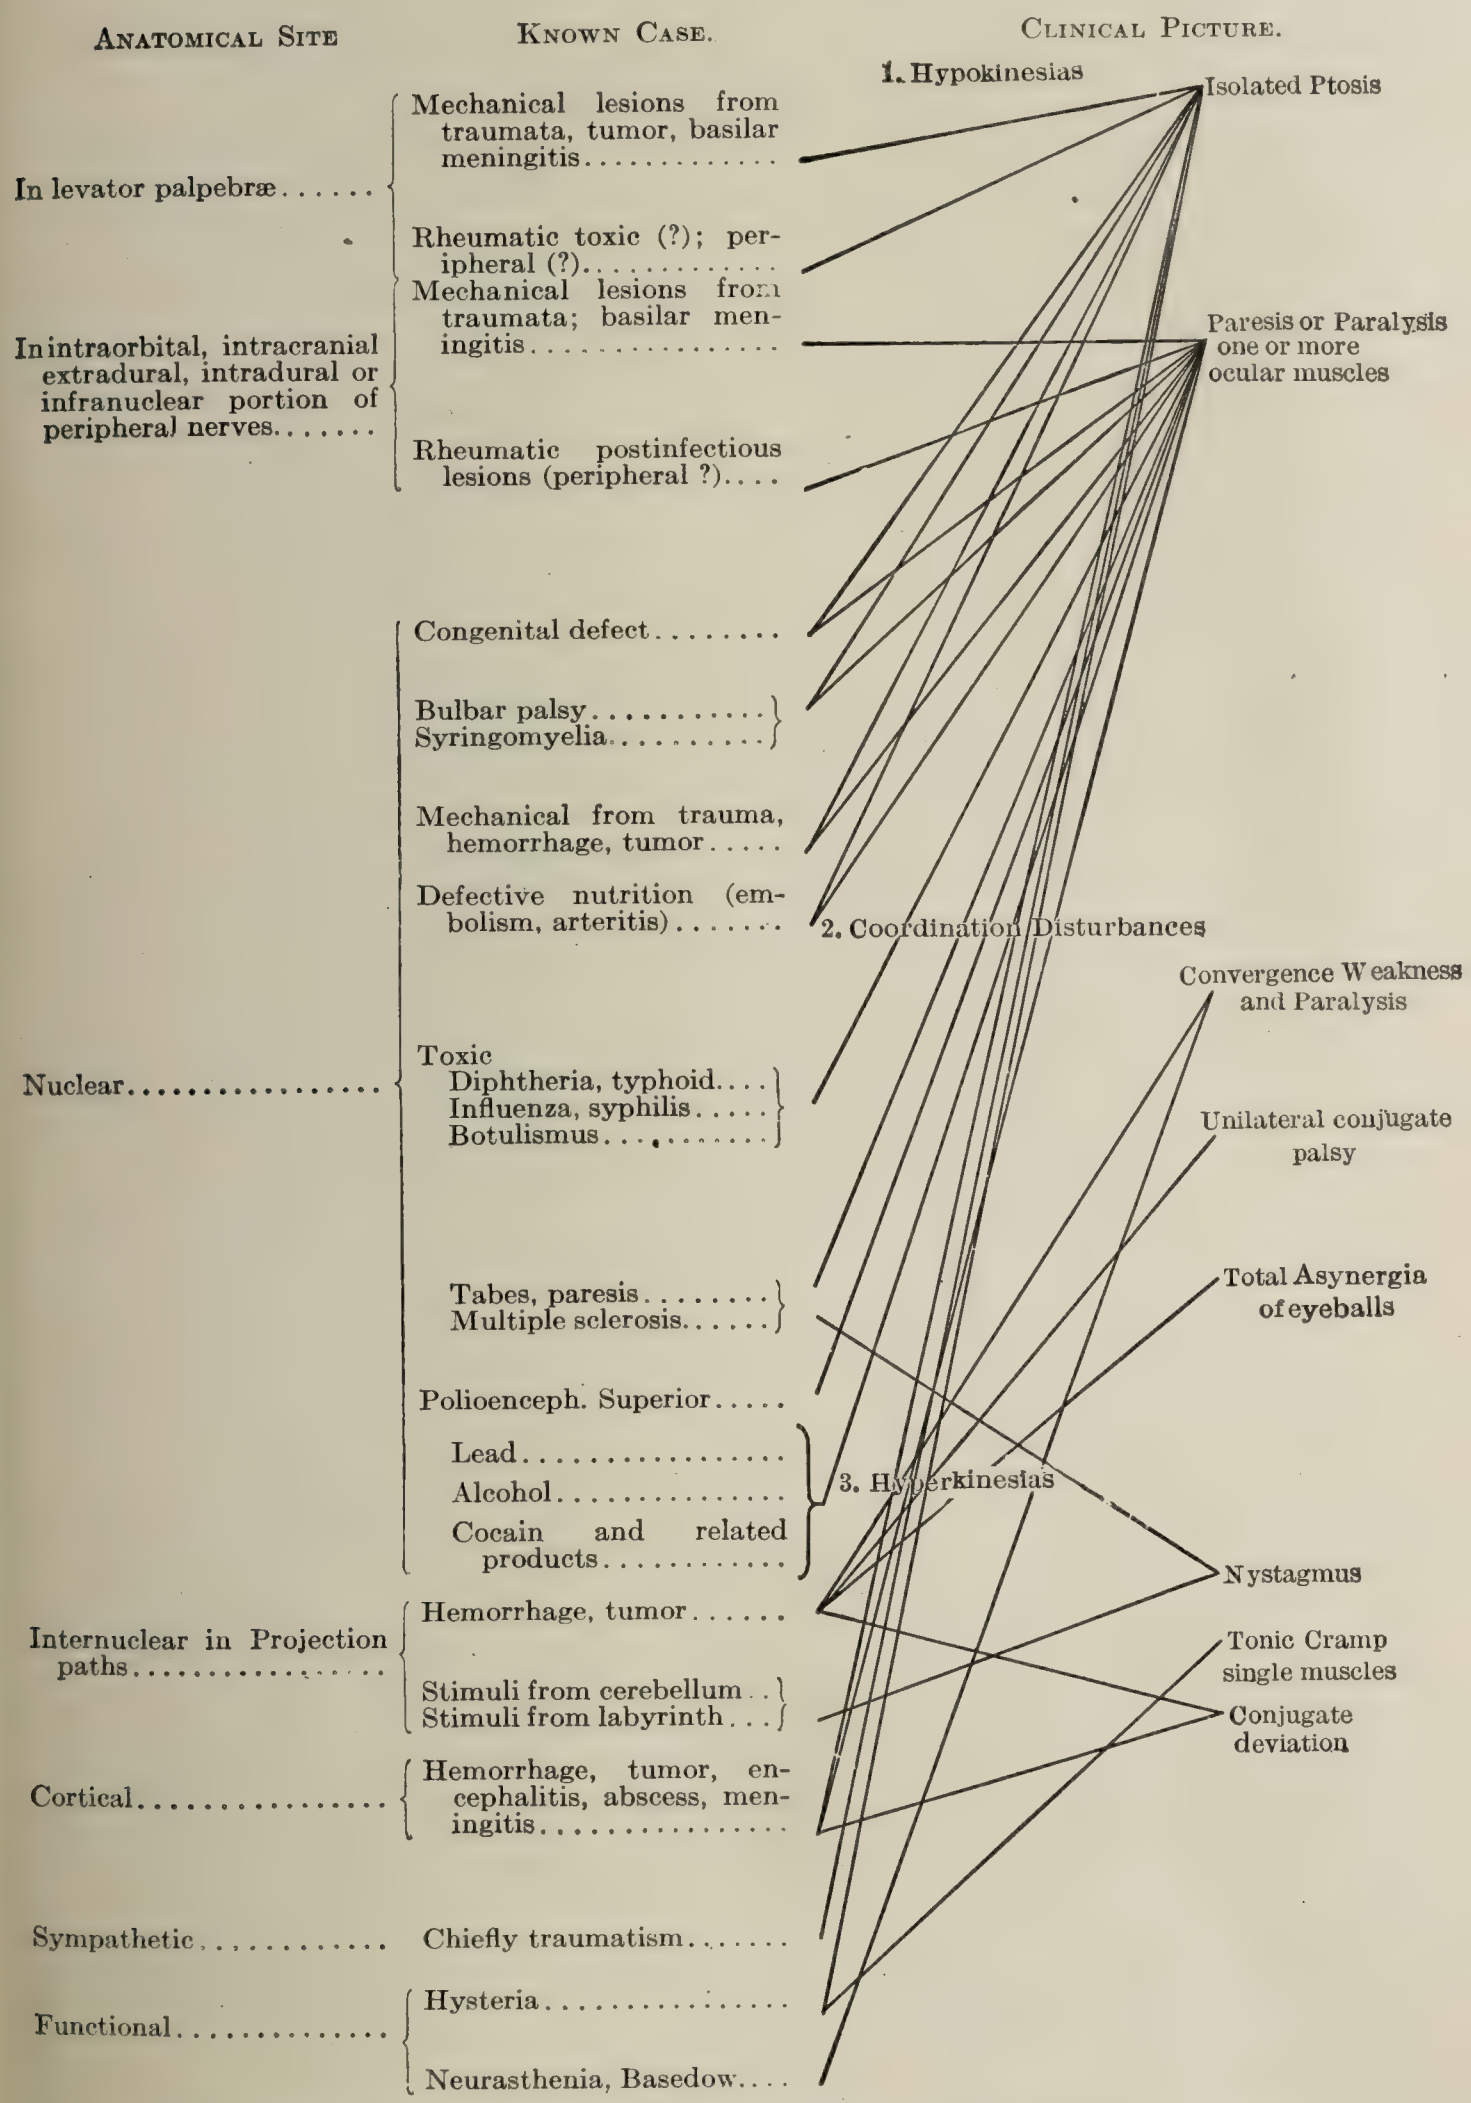 ANATOMICAL SITE
KNOWN CASE.
CLINICAL PICTURE.
In levator palpebræ......
Mechanical lesions from
traumata, tumor, basilar
meningitis.............
Rheumatic toxic (?); per-
ipheral (?).............
In intraorbital, intracranial
extradural, intradural or
infranuclear portion of
peripheral nerves.......
Mechanical lesions from
traumata; basilar men-
ingitis................
Rheumatic postinfectious
lesions (peripheral ?)....
Nuclear.................
Congenital defect........
Bulbar palsy...........
Syringomyelia..........
Mechanical from trauma,
hemorrhage, tumor.....
Defective nutrition (em-
bolism, arteritis).......
Toxic
Diphtheria, typhoid....
Influenza, syphilis.....
Botulismus...........
Tabes, paresis........
Multiple sclerosis......
Polioenceph. Superior.....
Lead................
Alcohol..............
Cocain and related
products............
Internuclear in Projection
paths...............
Hemorrhage, tumor......
Stimuli from cerebellum..
Stimuli from labyrinth...
Cortical................
Hemorrhage, tumor, en-
cephalitis, abscess, men-
ingitis................
Sympathetic............
Chiefly traumatism.......
Functional.............
Hysteria...............
Neurasthenia, Basedow....
1. Hypokinesias
Isolated Ptosis
Paresis or Paralysis
one or more
ocular muscles
2. Coordination Disturbances
Convergence Weakness
and Paralysis
Unilateral conjugate
palsy
Total Asynergia
of eyeballs
3. Hyperkinesias
Nystagmus
Tonic Cramp
single muscles
Conjugate
deviation